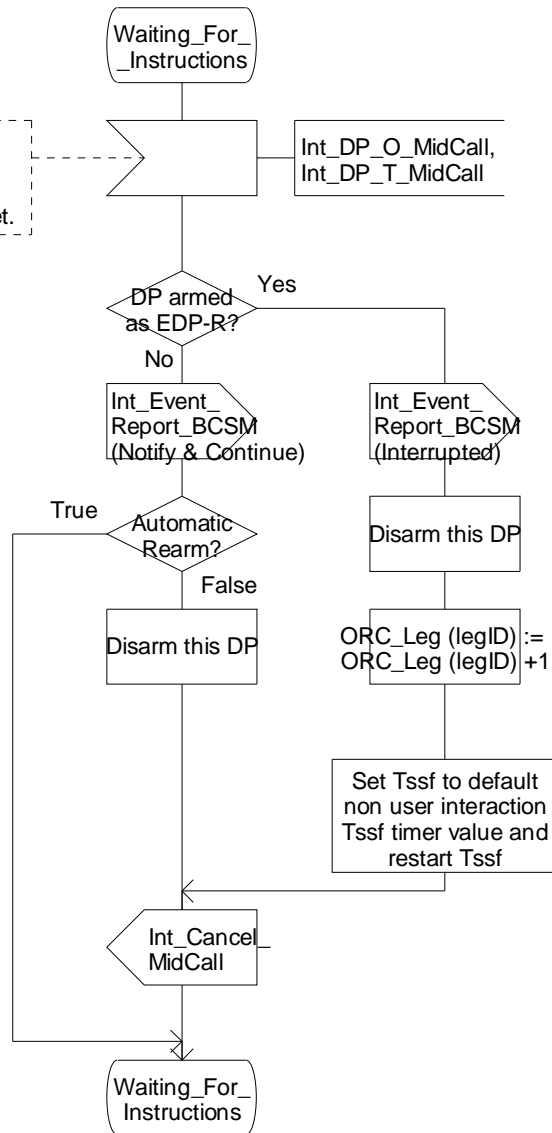 Waiting_For_
_Instructions
Int_DP_O_MidCall,
Int_DP_T_MidCall
et.
DP armed
as EDP-R?
Yes
No
Int_Event_
Report_BCSM
(Notify & Continue)
Int_Event_
Report_BCSM
(Interrupted)
True
Automatic
Rearm?
False
Disarm this DP
Disarm this DP
ORC_Leg (legID) :=
ORC_Leg (legID) +1
Set Tssf to default
non user interaction
Tssf timer value and
restart Tssf
Int_Cancel_
MidCall
Waiting_For_
Instructions